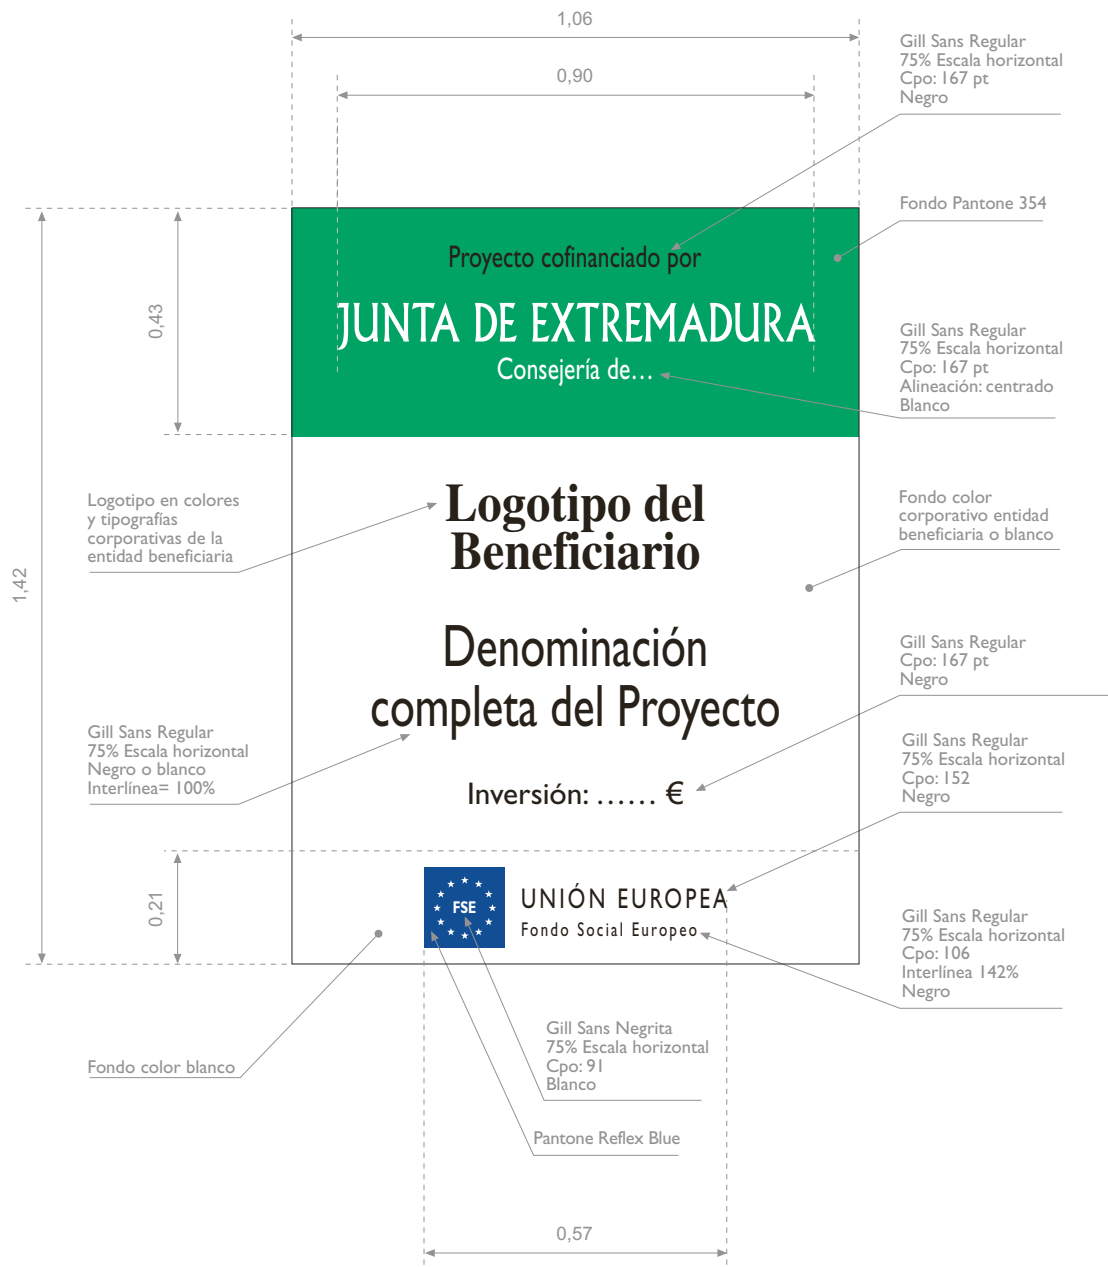 1,06
0,90
Gill Sans Regular
75% Escala horizontal
Cpo: 167 pt
Negro
Fondo Pantone 354
Proyecto cofinanciado por
JUNTA DE EXTREMADURA
Consejería de...
0,43
Gill Sans Regular
75% Escala horizontal
Cpo: 167 pt
Alineación: centrado
Blanco
Logotipo en colores
y tipografías
corporativas de la
entidad beneficiaria
Logotipo del
Beneficiario
Fondo color
corporativo entidad
beneficiaria o blanco
1,42
Denominación
completa del Proyecto
Gill Sans Regular
Cpo: 167 pt
Negro
Gill Sans Regular
75% Escala horizontal
Negro o blanco
Interlínea= 100%
Inversión: ...... €
Gill Sans Regular
75% Escala horizontal
Cpo: 152
Negro
0,21
FSE
UNIÓN EUROPEA
Fondo Social Europeo
Gill Sans Regular
75% Escala horizontal
Cpo: 106
Interlínea 142%
Negro
Fondo color blanco
Gill Sans Negrita
75% Escala horizontal
Cpo: 91
Blanco
Pantone Reflex Blue
0,57